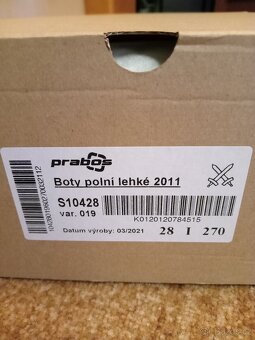 prabos
Boty polní lehké 2011
S10428
var. 019
K0120120784515
Datum výroby: 03/2021
28 I 270